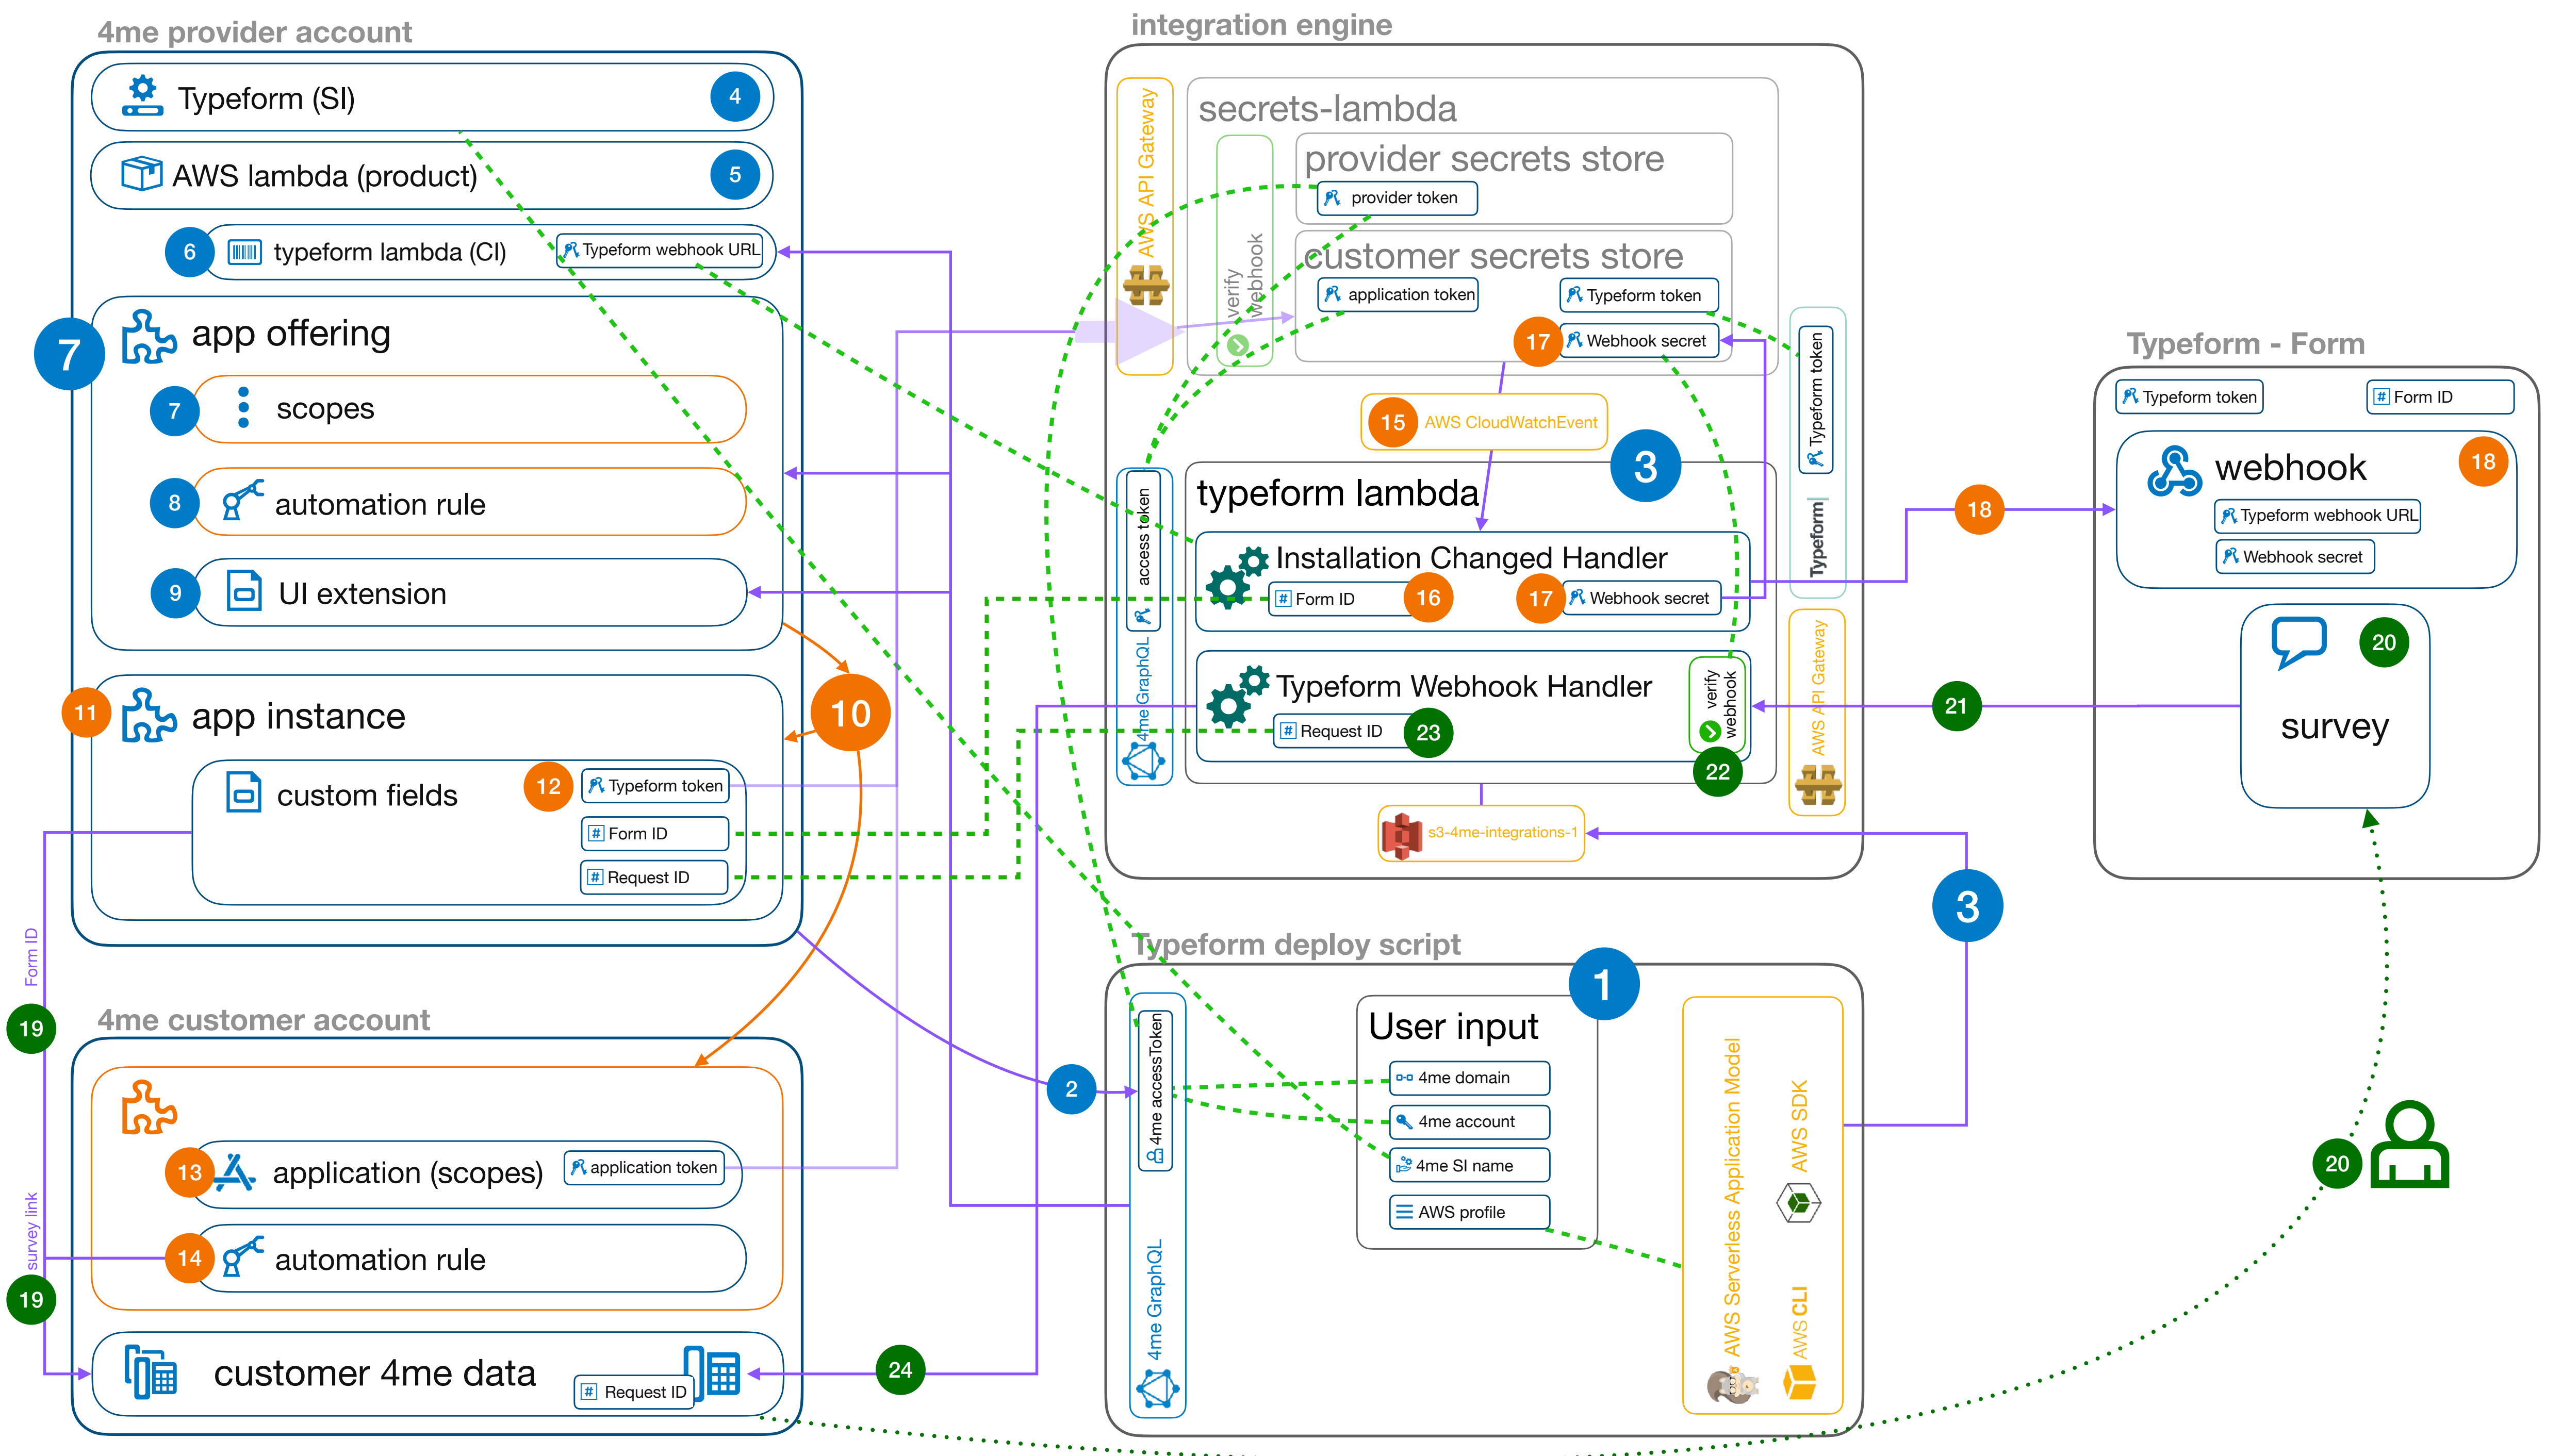 4me provider account
Typeform (SI)
4
AWS lambda (product)
5
6
typeform lambda (CI)
Typeform webhook URL
7
app offering
7
scopes
8
automation rule
9
UI extension
10
11
app instance
custom fields
12
Typeform token
# Form ID
# Request ID
Form ID
19
survey link
19
4me customer account
13
application (scopes)
application token
14
automation rule
customer 4me data
# Request ID
24
2
integration engine
AWS API Gateway
secrets-lambda
verify
webhook
provider secrets store
provider token
customer secrets store
application token
Typeform token
17
Webhook secret
15
AWS CloudWatchEvent
3
typeform lambda
access token
4me GraphQL
Installation Changed Handler
# Form ID
16
17
Webhook secret
Typeform Webhook Handler
# Request ID
23
verify
webhook
22
Typeform token
Typeform
AWS API Gateway
s3-4me-integrations-1
18
21
3
Typeform deploy script
1
4me accessToken
4me GraphQL
User input
4me domain
4me account
4me SI name
AWS profile
AWS Serverless Application Model
AWS SDK
AWS CLI
Typeform - Form
Typeform token
# Form ID
webhook
18
Typeform webhook URL
Webhook secret
20
survey
20